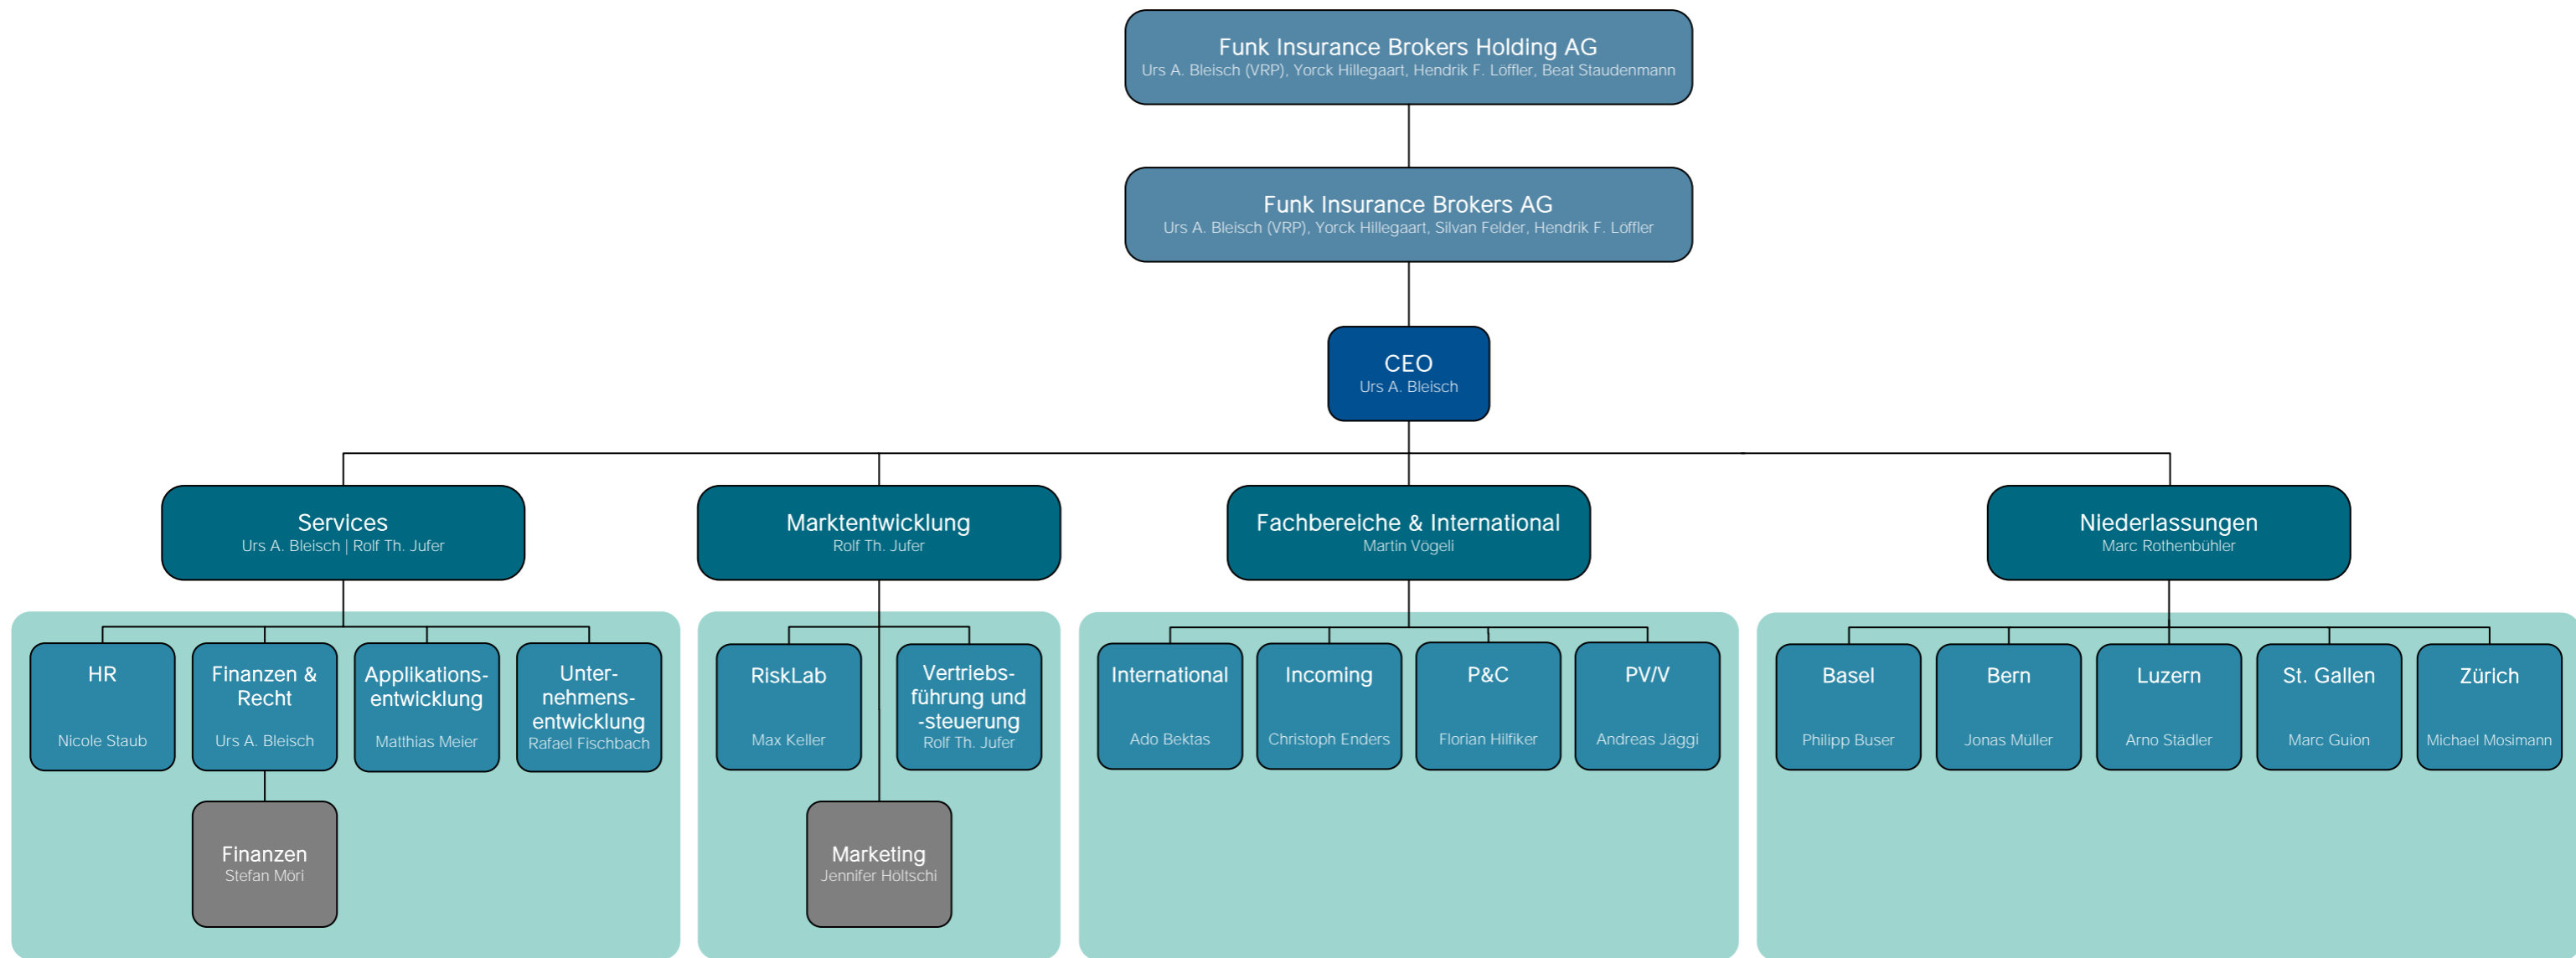 Funk Insurance Brokers Holding AG
Urs A. Bleisch (VRP), Yorck Hillegaart, Hendrik F. Löffler, Beat Staudenmann
Funk Insurance Brokers AG
Urs A. Bleisch (VRP), Yorck Hillegaart, Silvan Felder, Hendrik F. Löffler
CEO
Urs A. Bleisch
Services
Urs A. Bleisch | Rolf Th. Jufer
Marktentwicklung
Rolf Th. Jufer
Fachbereiche & International
Martin Vögeli
Niederlassungen
Marc Rothenbühler
HR
Nicole Staub
Finanzen &
Recht
Urs A. Bleisch
Applikations-
entwicklung
Matthias Meier
Unter-
nehmens-
entwicklung
Rafael Fischbach
Finanzen
Stefan Möri
RiskLab
Max Keller
Vertriebs-
führung und
-steuerung
Rolf Th. Jufer
Marketing
Jennifer Höltschi
International
Ado Bektas
Incoming
Christoph Enders
P&C
Florian Hilfiker
PV/V
Andreas Jäggi
Basel
Philipp Buser
Bern
Jonas Müller
Luzern
Arno Städler
St. Gallen
Marc Guion
Zürich
Michael Mosimann